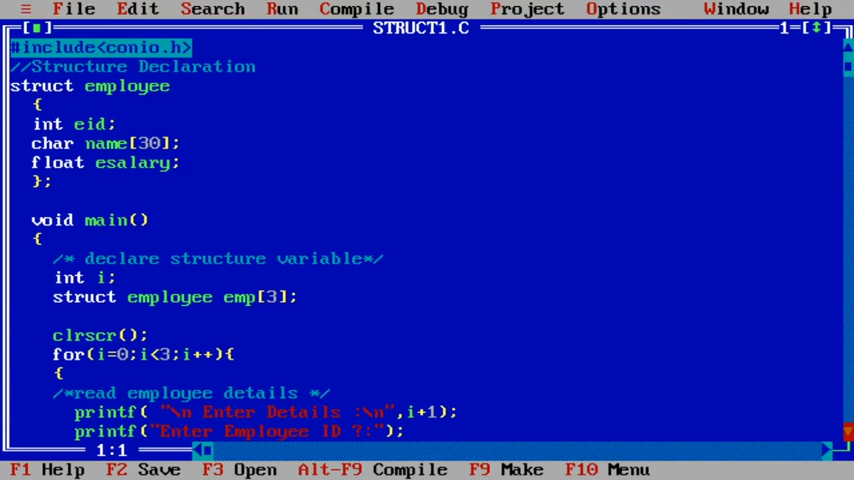 ≡ File Edit Search Run Compile Debug Project Options Window Help
[■] STRUCT1.C 1=[↕]
#include<conio.h>
//Structure Declaration
struct employee
{
int eid;
char name[30];
float esalary;
};
void main()
{
/* declare structure variable*/
int i;
struct employee emp[3];
clrscr();
for(i=0;i<3;i++){
{
/*read employee details */
printf( "\n Enter Details :\n",i+1);
printf("Enter Employee ID ?:");
1:1
F1 Help F2 Save F3 Open Alt-F9 Compile F9 Make F10 Menu